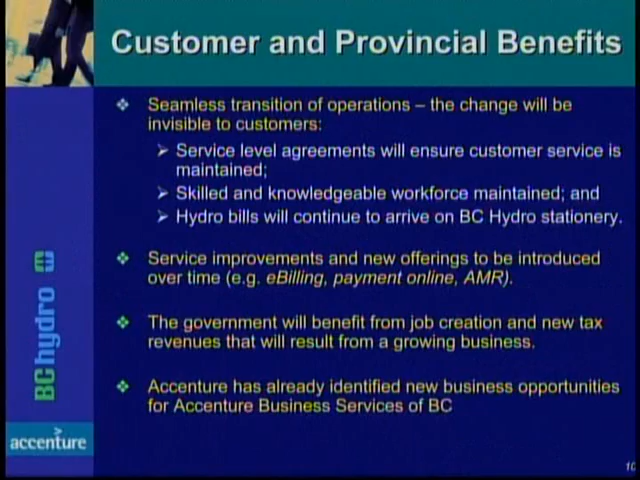 Customer and Provincial Benefits
Seamless transition of operations – the change will be
invisible to customers:
Service level agreements will ensure customer service is
maintained;
Skilled and knowledgeable workforce maintained; and
Hydro bills will continue to arrive on BC Hydro stationery.
Service improvements and new offerings to be introduced
over time (e.g. eBilling, payment online, AMR).
The government will benefit from job creation and new tax
revenues that will result from a growing business.
Accenture has already identified new business opportunities
for Accenture Business Services of BC
BChydro
accenture
10